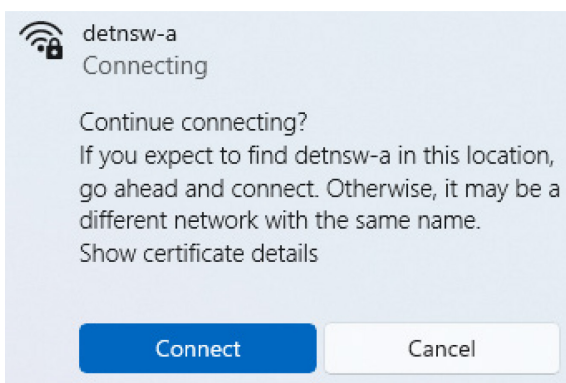 detnsw-a
Connecting
Continue connecting?
If you expect to find detnsw-a in this location,
go ahead and connect. Otherwise, it may be a
different network with the same name.
Show certificate details
Connect
Cancel